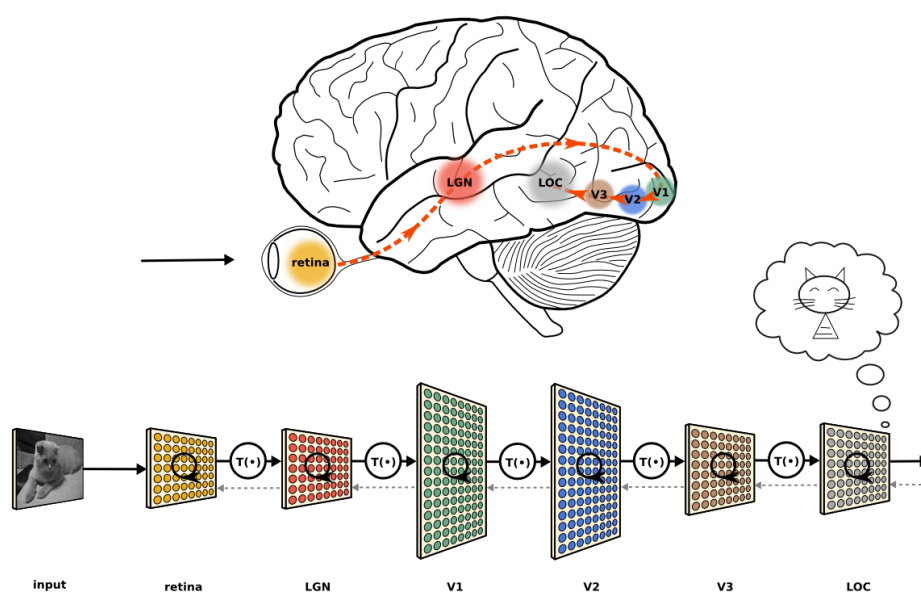 LGN
LOC
V3
V2
V1
retina
T(•)
T(•)
T(•)
T(•)
T(•)
input
retina
LGN
V1
V2
V3
LOC